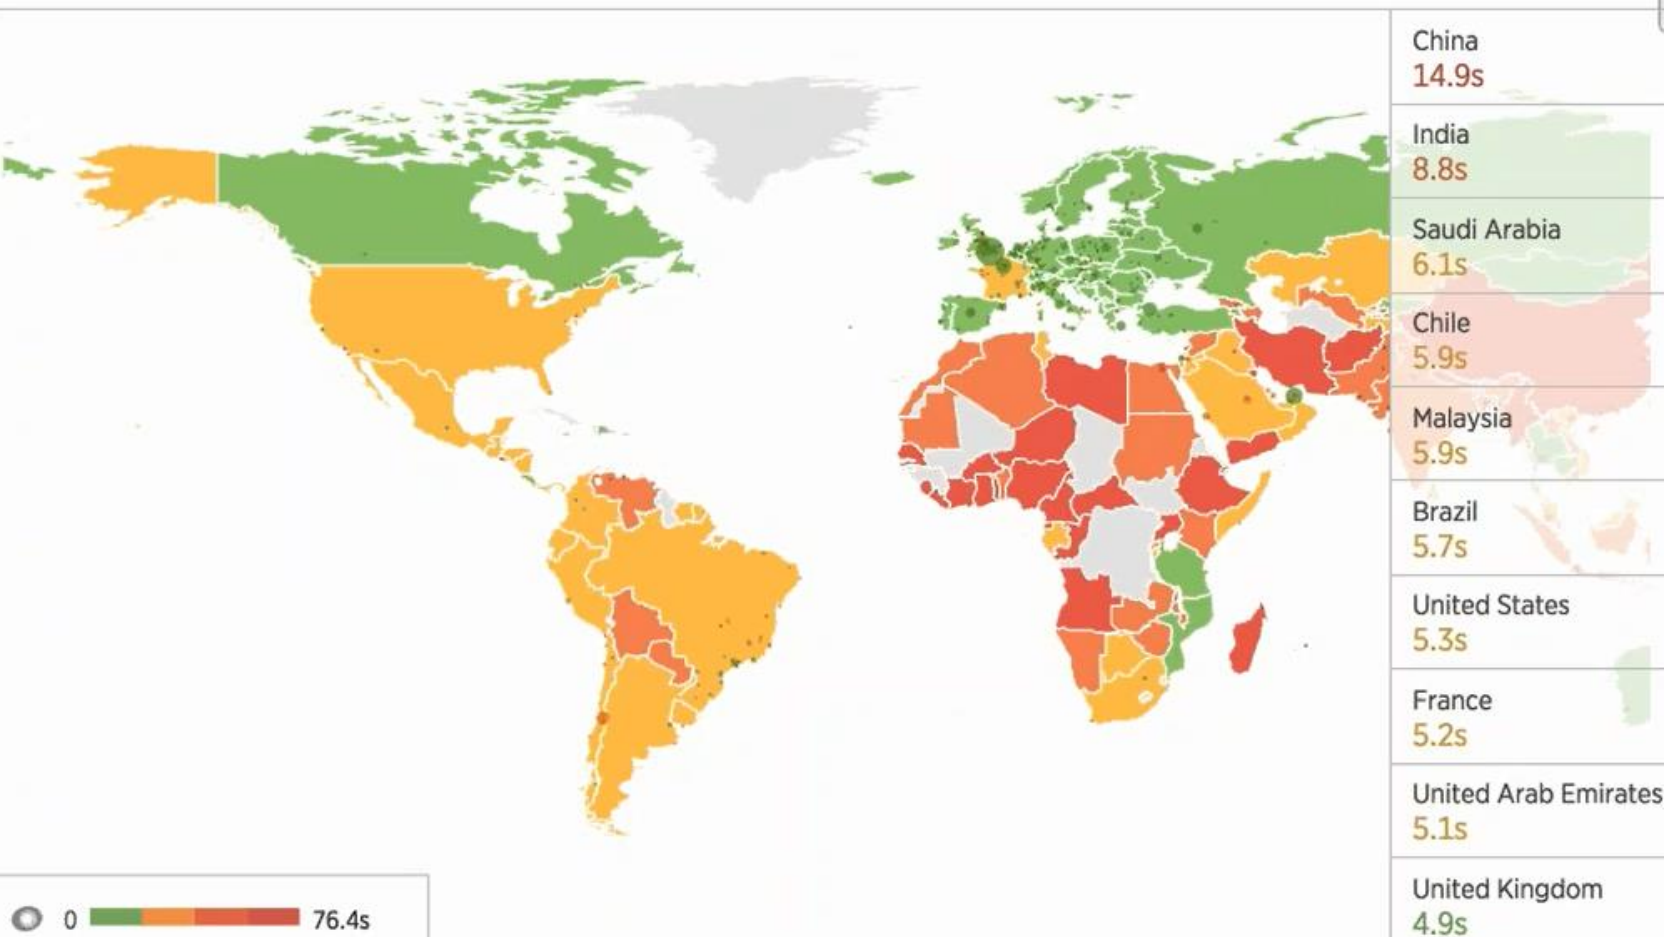 China
14.9s
India
8.8s
Saudi Arabia
6.1s
Chile
5.9s
Malaysia
5.9s
Brazil
5.7s
United States
5.3s
France
5.2s
United Arab Emirates
5.1s
United Kingdom
4.9s
0 76.4s